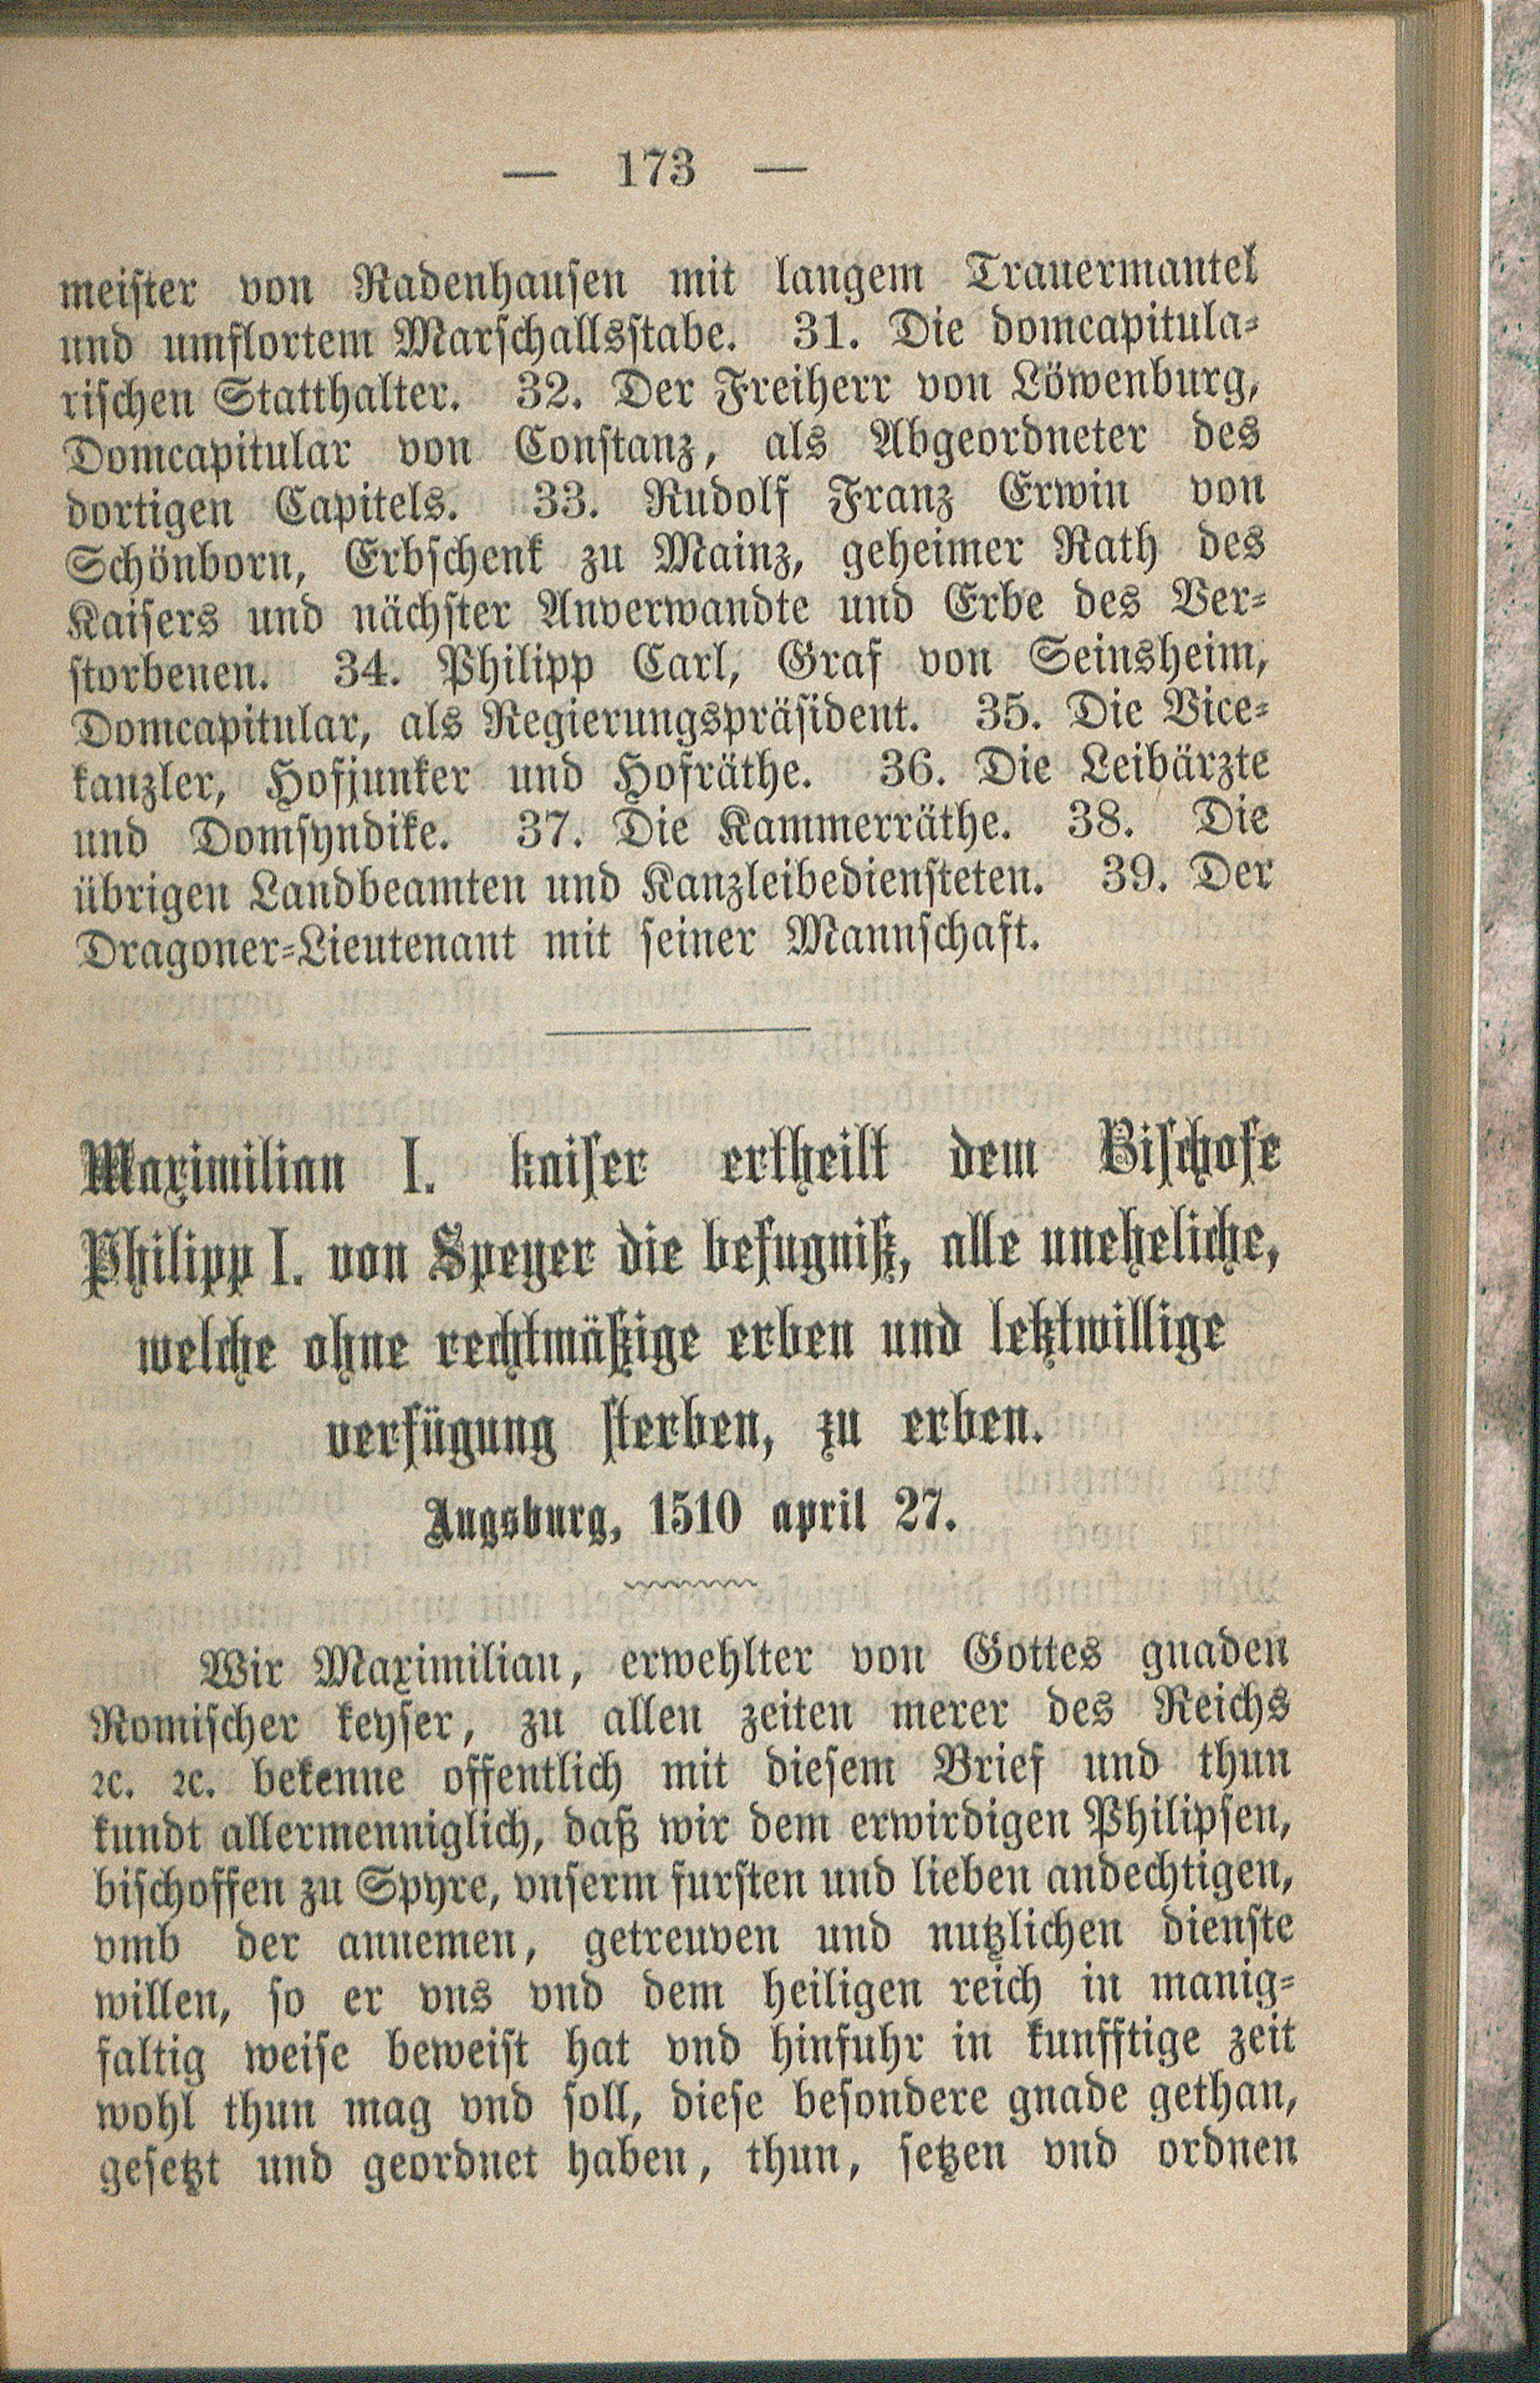 — 173 —
meister von Radenhausen mit langem Trauermantel
und umflortem Marschallsstabe. 31. Die domcapitula-
rischen Statthalter. 32. Der Freiherr von Löwenburg,
Domcapitular von Constanz, als Abgeordneter des
dortigen Capitels. 33. Rudolf Franz Erwin von
Schönborn, Erbschenk zu Mainz, geheimer Rath des
Kaisers und nächster Anverwandte und Erbe des Ver-
storbenen. 34. Philipp Carl, Graf von Seinsheim,
Domcapitular, als Regierungspräsident. 35. Die Vice-
kanzler, Hofjunker und Hofräthe. 36. Die Leibärzte
und Domsyndike. 37. Die Kammerräthe. 38. Die
übrigen Landbeamten und Kanzleibediensteten. 39. Der
Dragoner-Lieutenant mit seiner Mannschaft.
Maximilian I. kaiser ertheilt dem Bischofe
Philipp I. von Speyer die befugniß, alle uneheliche,
welche ohne rechtmäßige erben und letztwillige
verfügung sterben, zu erben.
Augsburg, 1510 april 27.
Wir Maximilian, erwehlter von Gottes gnaden
Romischer keyser, zu allen zeiten merer des Reichs
ꝛc. ꝛc. bekenne offentlich mit diesem Brief und thun
kundt allermenniglich, daß wir dem erwirdigen Philipsen,
bischoffen zu Spyre, vnserm fursten und lieben andechtigen,
vmb der annemen, getreuven und nutzlichen dienste
willen, so er vns vnd dem heiligen reich in manig-
faltig weise beweist hat vnd hinfuhr in kunfftige zeit
wohl thun mag vnd soll, diese besondere gnade gethan,
gesetzt und geordnet haben, thun, setzen vnd ordnen